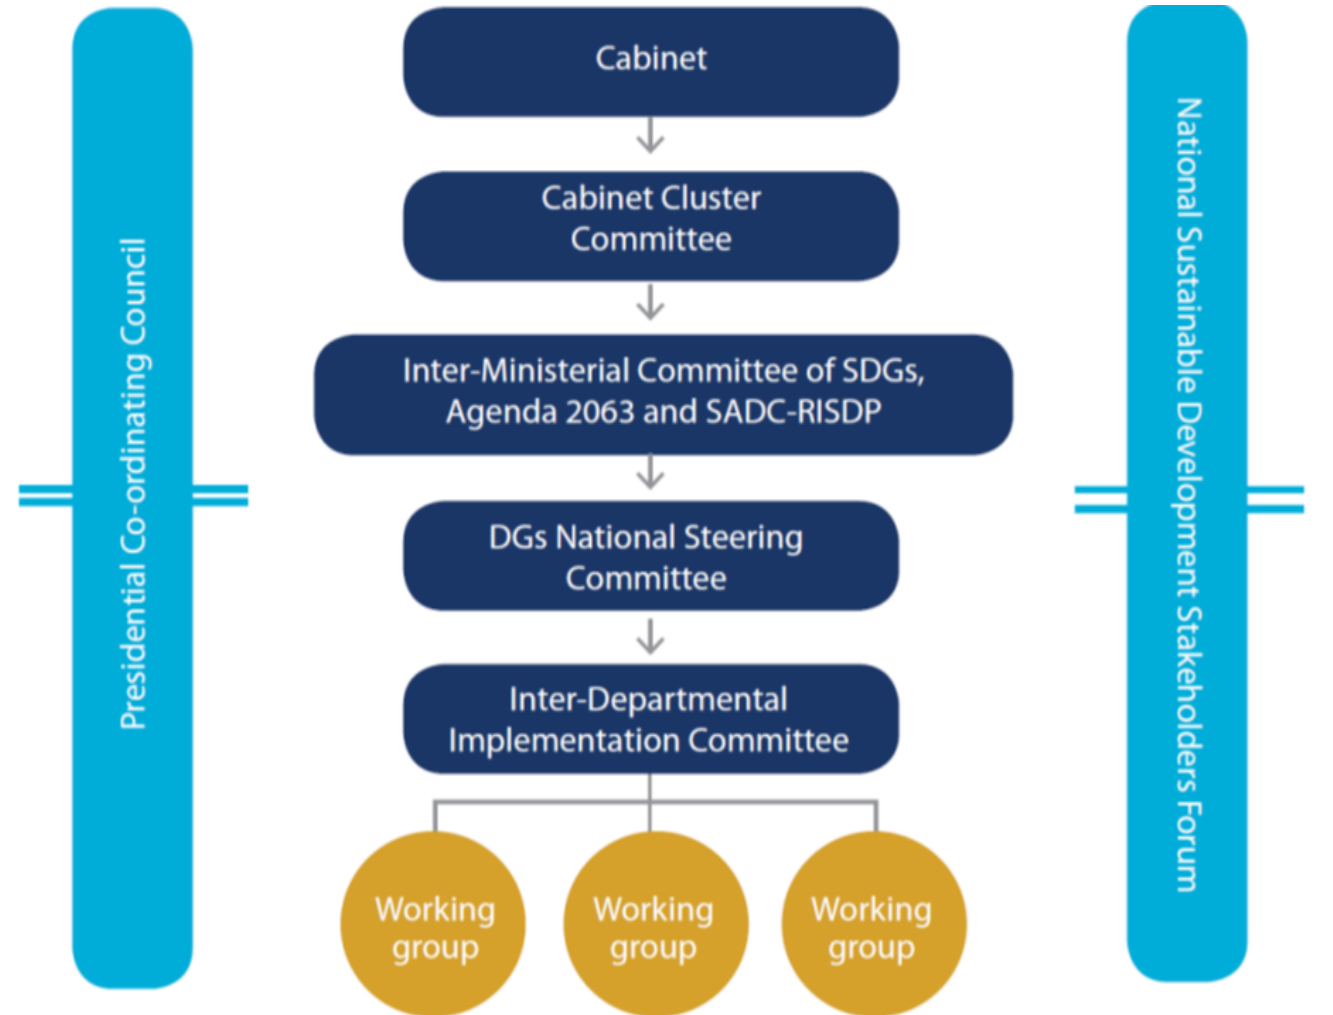 Presidential Co-ordinating Council
Cabinet
Cabinet Cluster
Committee
Inter-Ministerial Committee of SDGs,
Agenda 2063 and SADC-RISDP
DGs National Steering
Committee
Inter-Departmental
Implementation Committee
Working
group
Working
group
Working
group
National Sustainable Development Stakeholders Forum